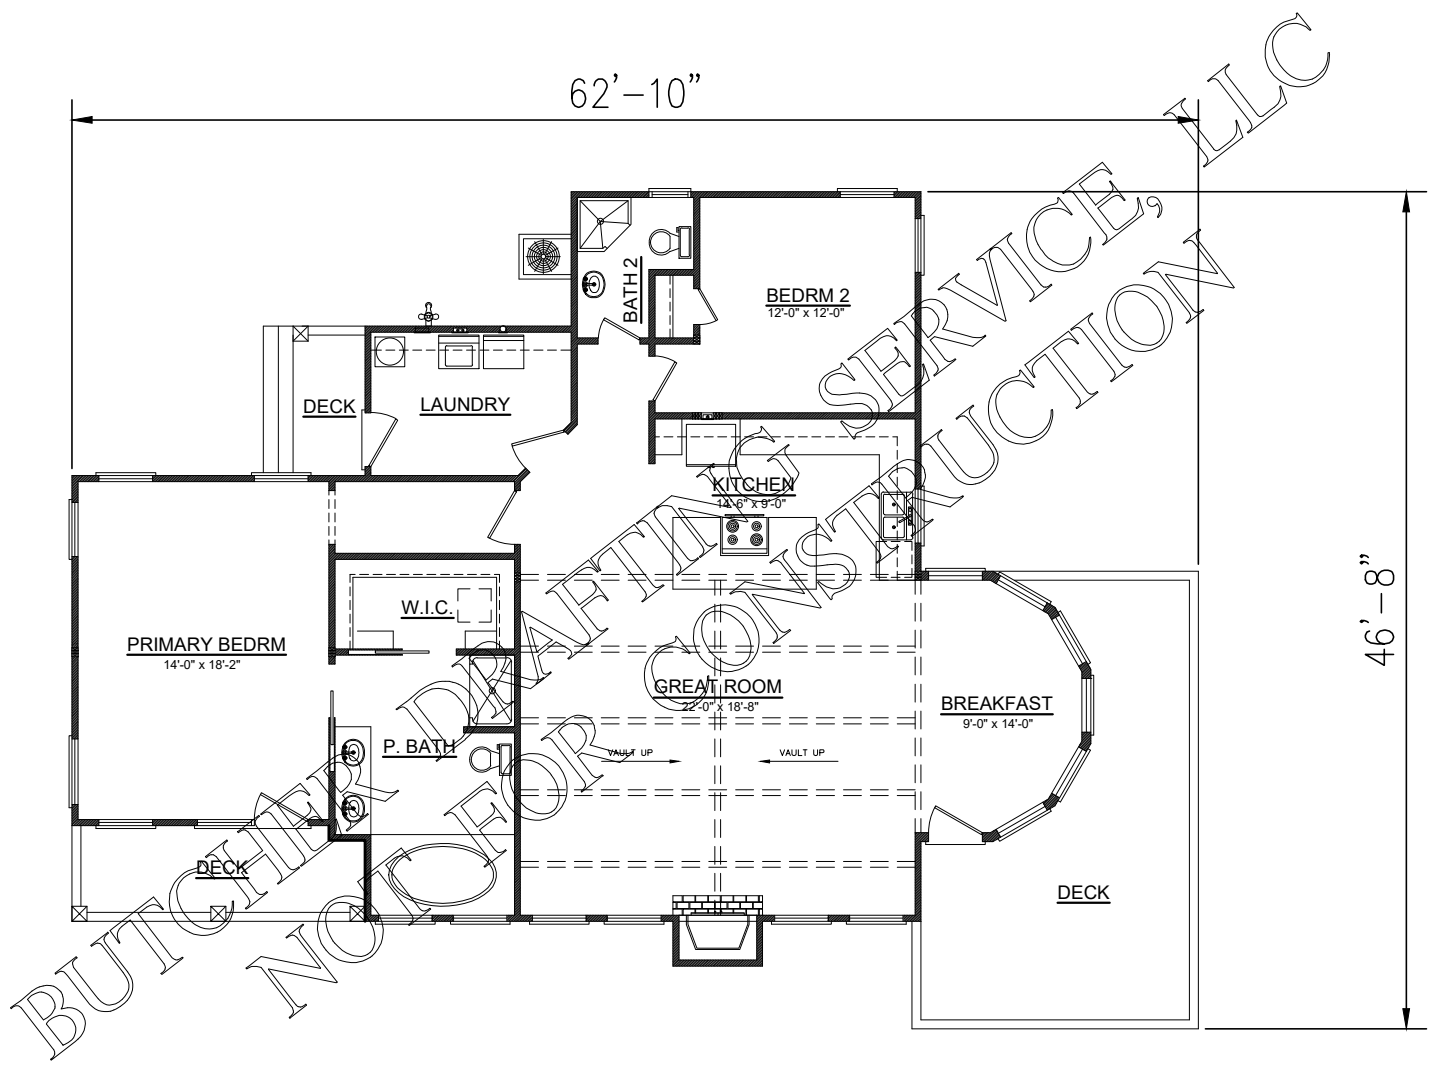 62'-10"
46'-8"
BATH 2
BEDRM 2
12'-0" x 12'-0"
DECK
LAUNDRY
KITCHEN
14'-6" x 9'-0"
W.I.C.
PRIMARY BEDRM
14'-0" x 18'-2"
GREAT ROOM
22'-0" x 18'-8"
BREAKFAST
9'-0" x 14'-0"
P. BATH
VAULT UP
VAULT UP
DECK
DECK
BUTCHER DRAFTING SERVICE, LLC
NOT FOR CONSTRUCTION